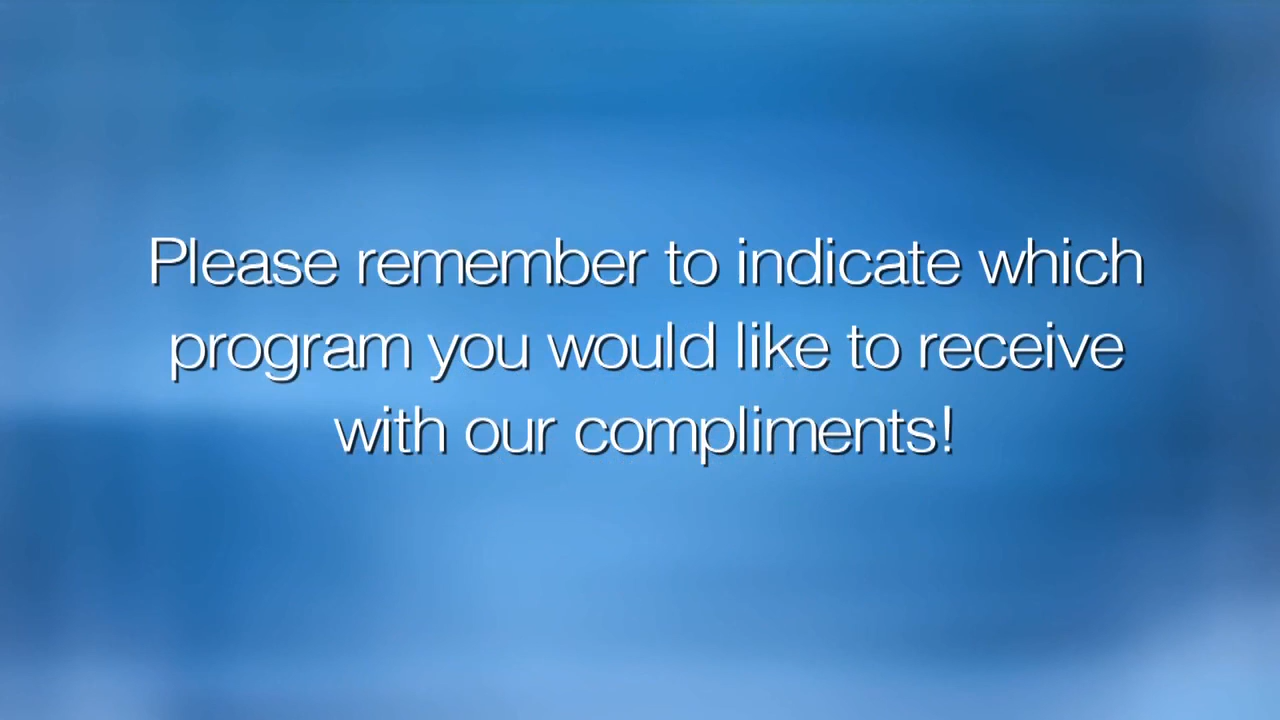 Please remember to indicate which
program you would like to receive
with our compliments!